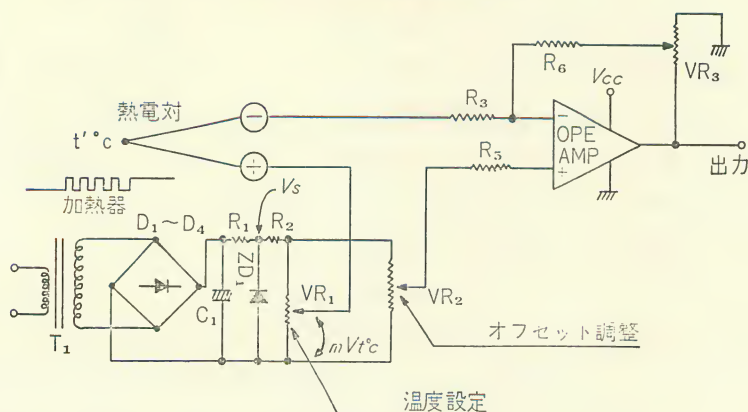 VR₃
R₆
Vcc
熱電対
R₃
−
−
OPE
AMP
+
t'°c
+
R₅
出力
Vs
加熱器
D₁～D₄
R₁
R₂
ZD₁
VR₁
VR₂
C₁
T₁
mVt°c
オフセット調整
温度設定